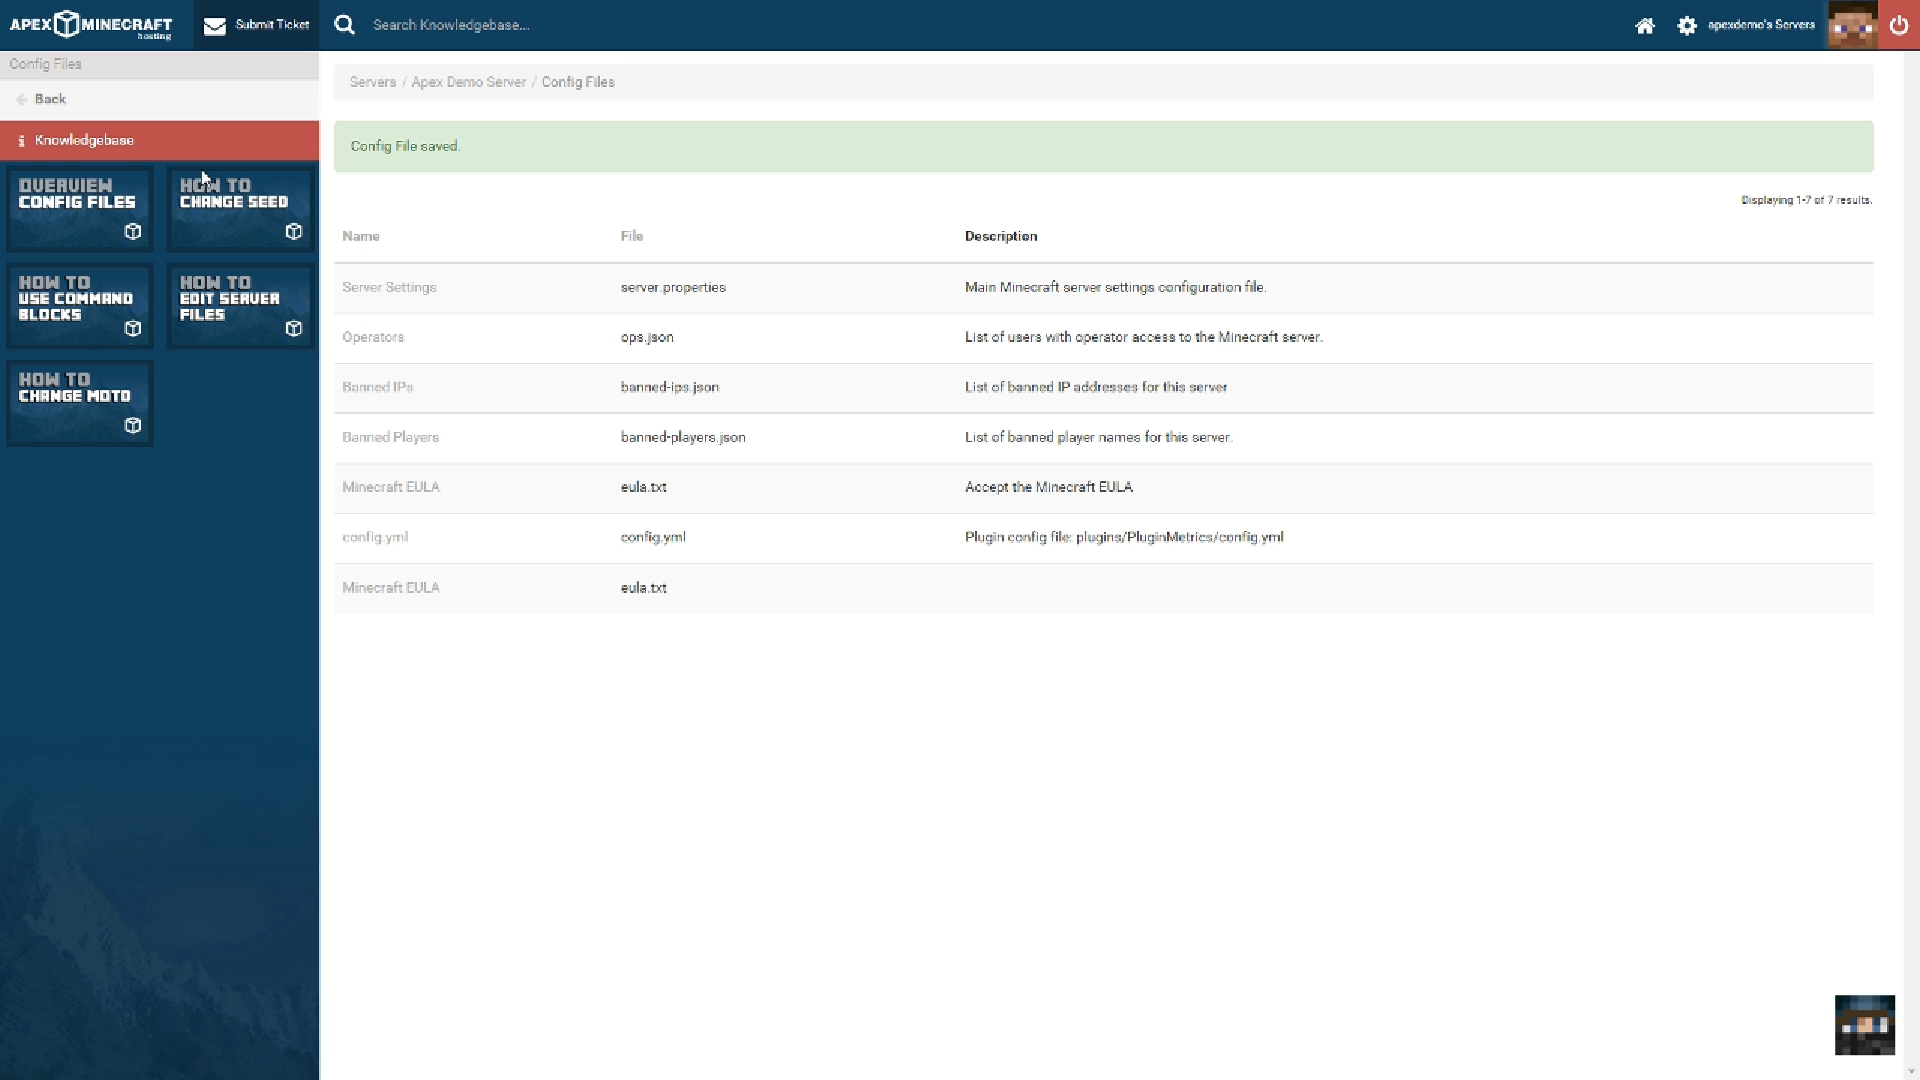 APEX MINECRAFT
hosting
Submit Ticket
Search Knowledgebase...
apexdemo's Servers
Config Files
Back
Knowledgebase
OVERVIEW
CONFIG FILES
HOW TO
CHANGE SEED
HOW TO
USE COMMAND
BLOCKS
HOW TO
EDIT SERVER
FILES
HOW TO
CHANGE MOTD
Servers / Apex Demo Server / Config Files
Config File saved.
Displaying 1-7 of 7 results.
Name File Description
Server Settings server.properties Main Minecraft server settings configuration file.
Operators ops.json List of users with operator access to the Minecraft server.
Banned IPs banned-ips.json List of banned IP addresses for this server
Banned Players banned-players.json List of banned player names for this server.
Minecraft EULA eula.txt Accept the Minecraft EULA
config.yml config.yml Plugin config file: plugins/PluginMetrics/config.yml
Minecraft EULA eula.txt